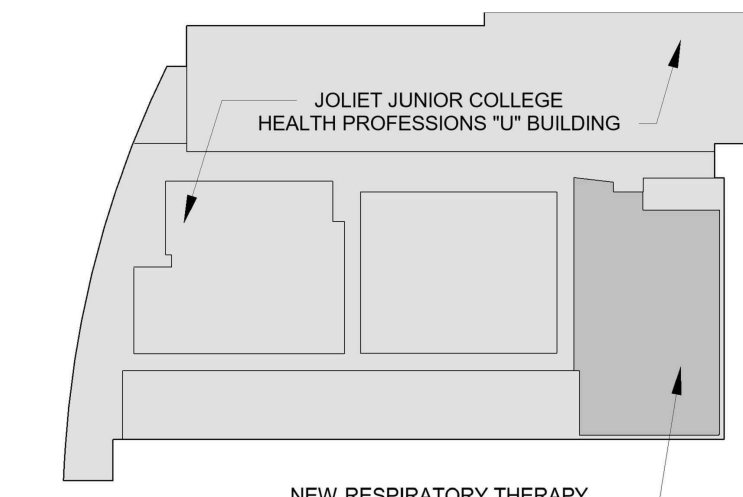 JOLIET JUNIOR COLLEGE
HEALTH PROFESSIONS "U" BUILDING
NEW RESPIRATORY THERAPY